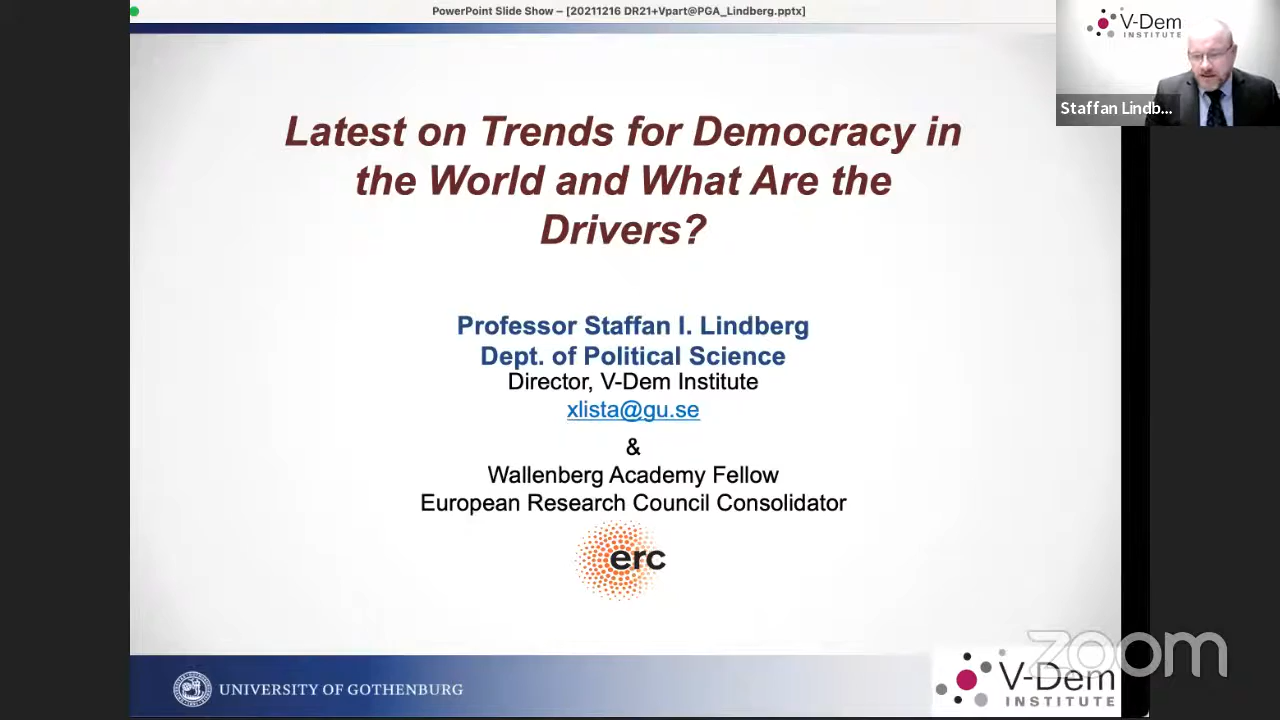 PowerPoint Slide Show – [20211216 DR21+Vpart@PGA_Lindberg.pptx]
V-Dem
INSTITUTE
Staffan Lindb...
Latest on Trends for Democracy in
the World and What Are the
Drivers?
Professor Staffan I. Lindberg
Dept. of Political Science
Director, V-Dem Institute
xlista@gu.se
&
Wallenberg Academy Fellow
European Research Council Consolidator
erc
UNIVERSITY OF GOTHENBURG
zoom
V-Dem
INSTITUTE